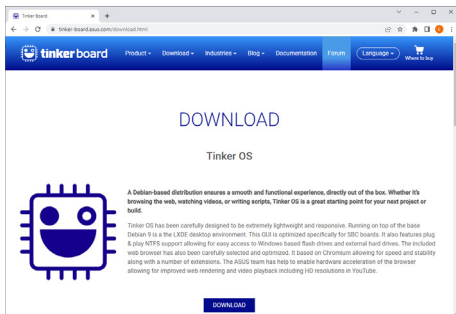 Tinker Board
tinker-board.asus.com/download.html
tinker board
Product Download Industries Blog Documentation Forum Language Where to buy
DOWNLOAD
Tinker OS
A Debian-based distribution ensures a smooth and functional experience, directly out of the box. Whether it's
browsing the web, watching videos, or writing scripts, Tinker OS is a great starting point for your next project or
build.
Tinker OS has been carefully designed to be extremely lightweight and responsive. Running on top of the base
Debian 9 is a the LXDE desktop environment. This GUI is optimized specifically for SBC boards. It also features plug
& play NTFS support allowing for easy access to Windows based flash drives and external hard drives. The included
web browser has also been carefully selected and optimized. It based on Chromium allowing for speed and stability
along with a number of extensions. The ASUS team has help to enable hardware acceleration of the browser
allowing for improved web rendering and video playback including HD resolutions in YouTube.
DOWNLOAD